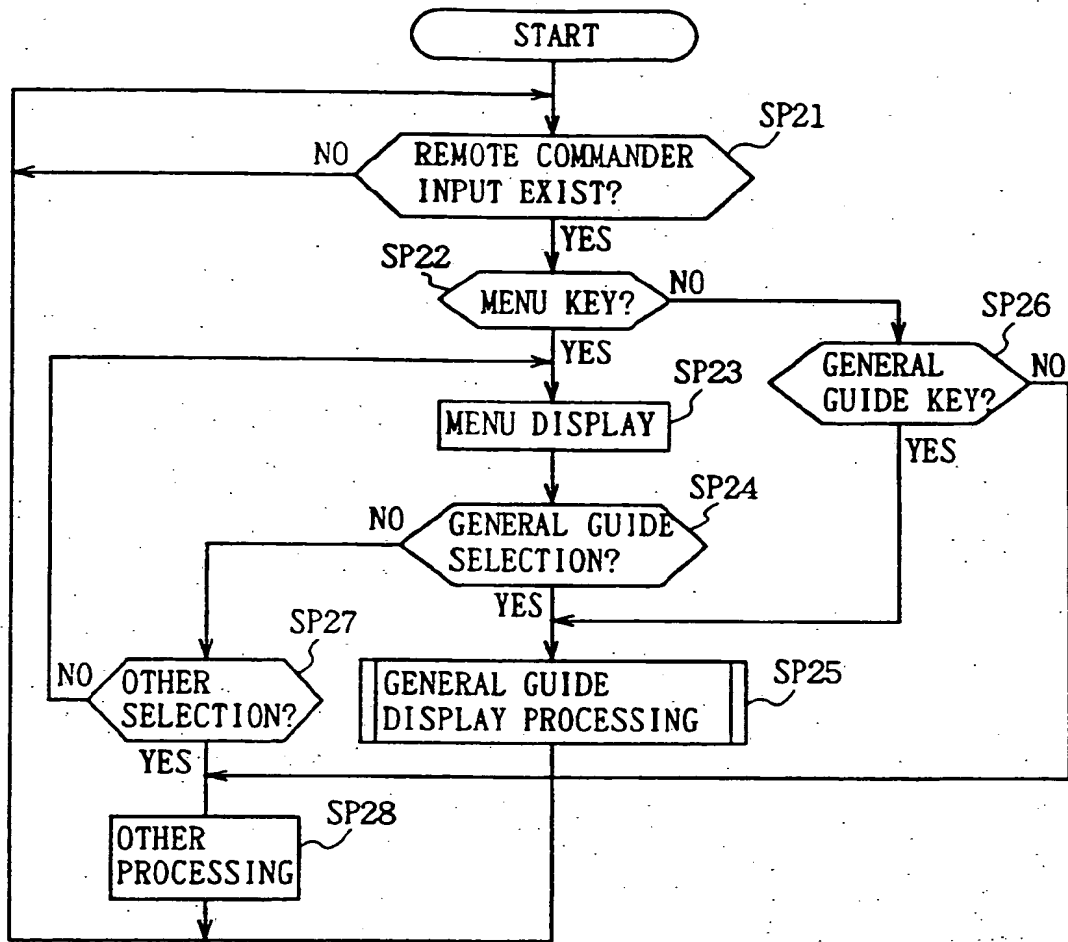 START
SP21
NO
REMOTE COMMANDER
INPUT EXIST?
YES
SP22
MENU KEY?
NO
SP26
YES
GENERAL
GUIDE KEY?
NO
SP23
MENU DISPLAY
YES
SP24
NO
GENERAL GUIDE
SELECTION?
YES
SP27
NO
OTHER
SELECTION?
GENERAL GUIDE
DISPLAY PROCESSING
SP25
YES
SP28
OTHER
PROCESSING